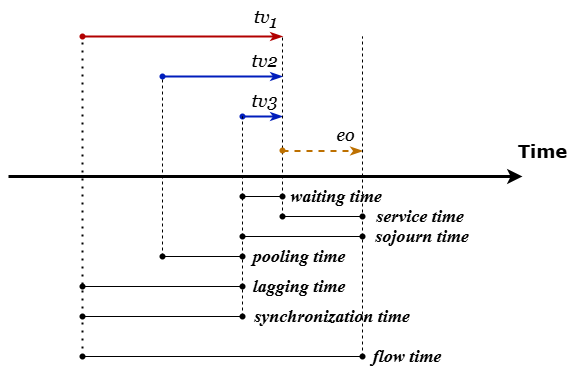 tv1
tv2
tv3
eo
Time
waiting time
service time
sojourn time
pooling time
lagging time
synchronization time
flow time